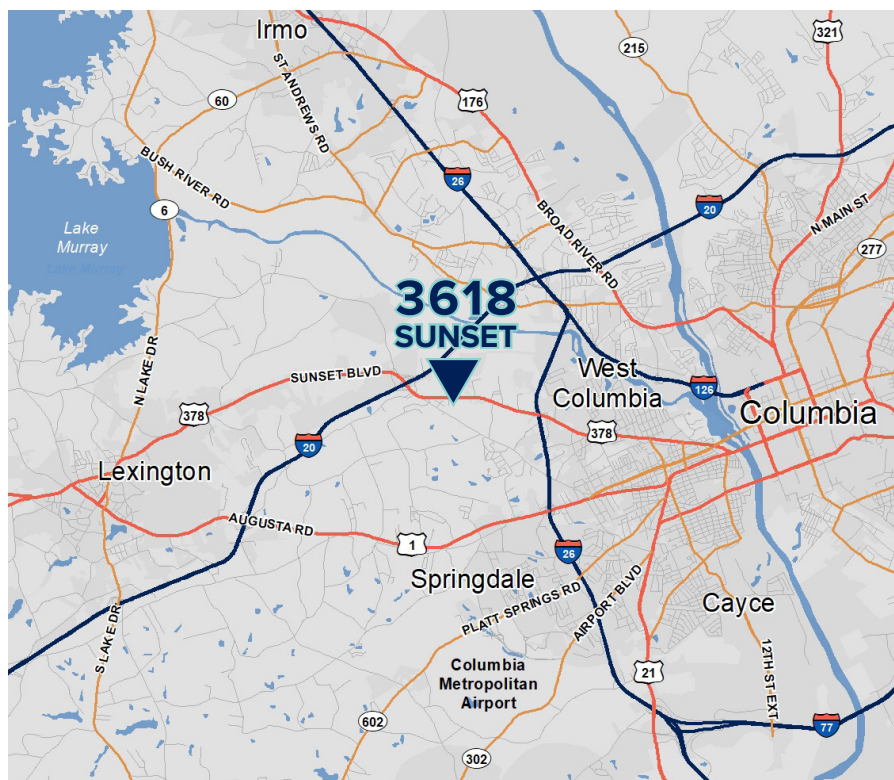 Irmo
321
215
ST ANDREWS RD
176
60
26
BUSH RIVER RD
20
6
BROAD RIVER RD
N MAIN ST
Lake
Murray
Lake Murray
277
3618
SUNSET
N LAKE DR
SUNSET BLVD
West
Columbia
126
378
Columbia
378
20
Lexington
AUGUSTA RD
1
26
Springdale
PLATT SPRINGS RD
AIRPORT BLVD
Cayce
S LAKE DR
12TH ST EXT
Columbia
Metropolitan
Airport
21
602
77
302